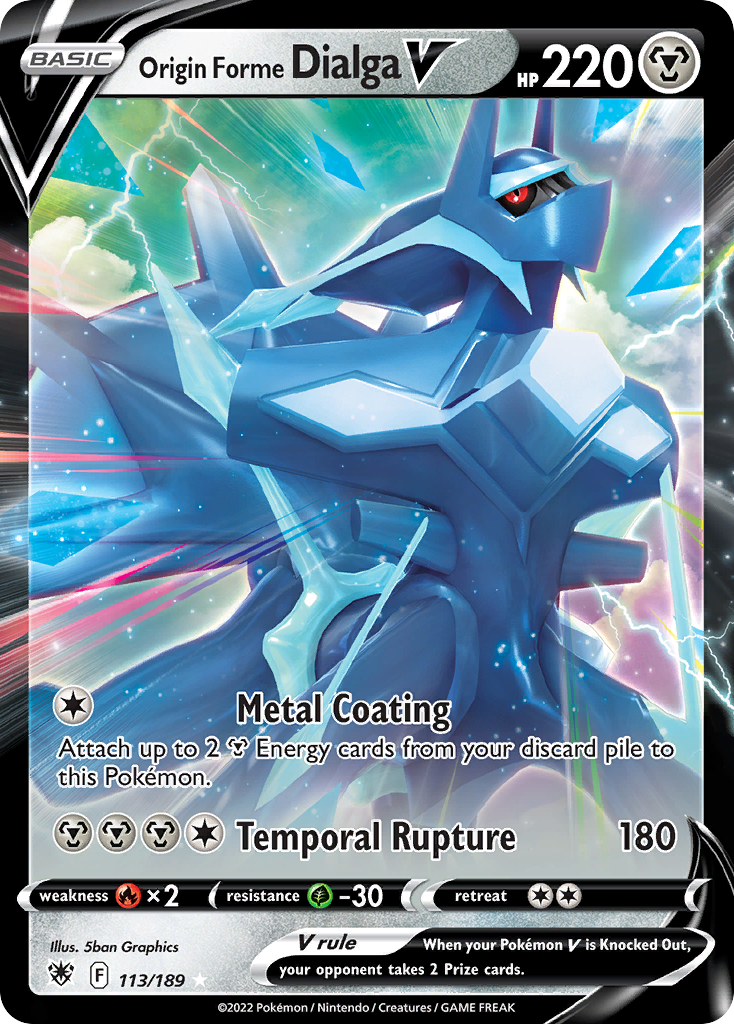 BASIC
Origin Forme Dialga V
HP 220
Metal Coating
Attach up to 2 Energy cards from your discard pile to
this Pokémon.
Temporal Rupture 180
weakness ×2 resistance -30 retreat
Illus. 5ban Graphics
V rule When your Pokémon V is Knocked Out,
your opponent takes 2 Prize cards.
F 113/189
©2022 Pokémon / Nintendo / Creatures / GAME FREAK